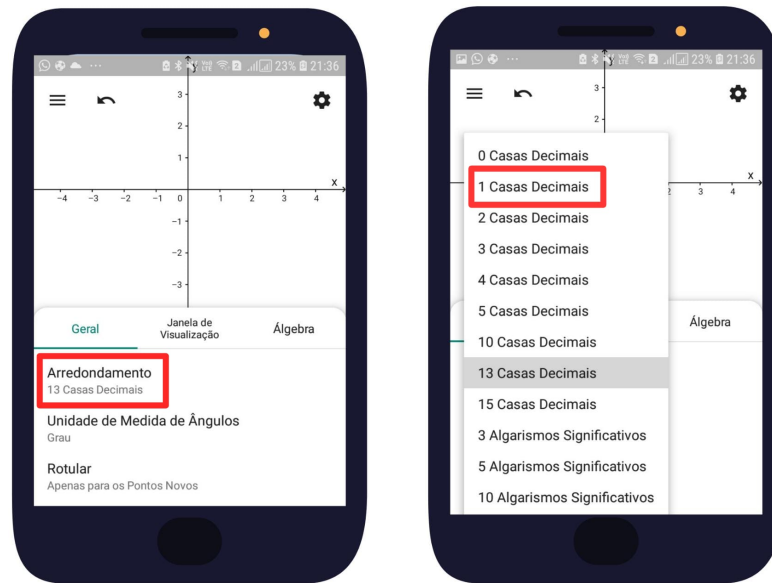 23% 21:36
Y
3
2
1
x
-4 -3 -2 -1 0 1 2 3 4
-1
-2
-3
Geral
Janela de
Visualização
Álgebra
Arredondamento
13 Casas Decimais
Unidade de Medida de Ângulos
Grau
Rotular
Apenas para os Pontos Novos
23% 21:36
3
2
x
2 3 4
0 Casas Decimais
1 Casas Decimais
2 Casas Decimais
3 Casas Decimais
4 Casas Decimais
5 Casas Decimais
10 Casas Decimais
13 Casas Decimais
15 Casas Decimais
3 Algarismos Significativos
5 Algarismos Significativos
10 Algarismos Significativos
Álgebra